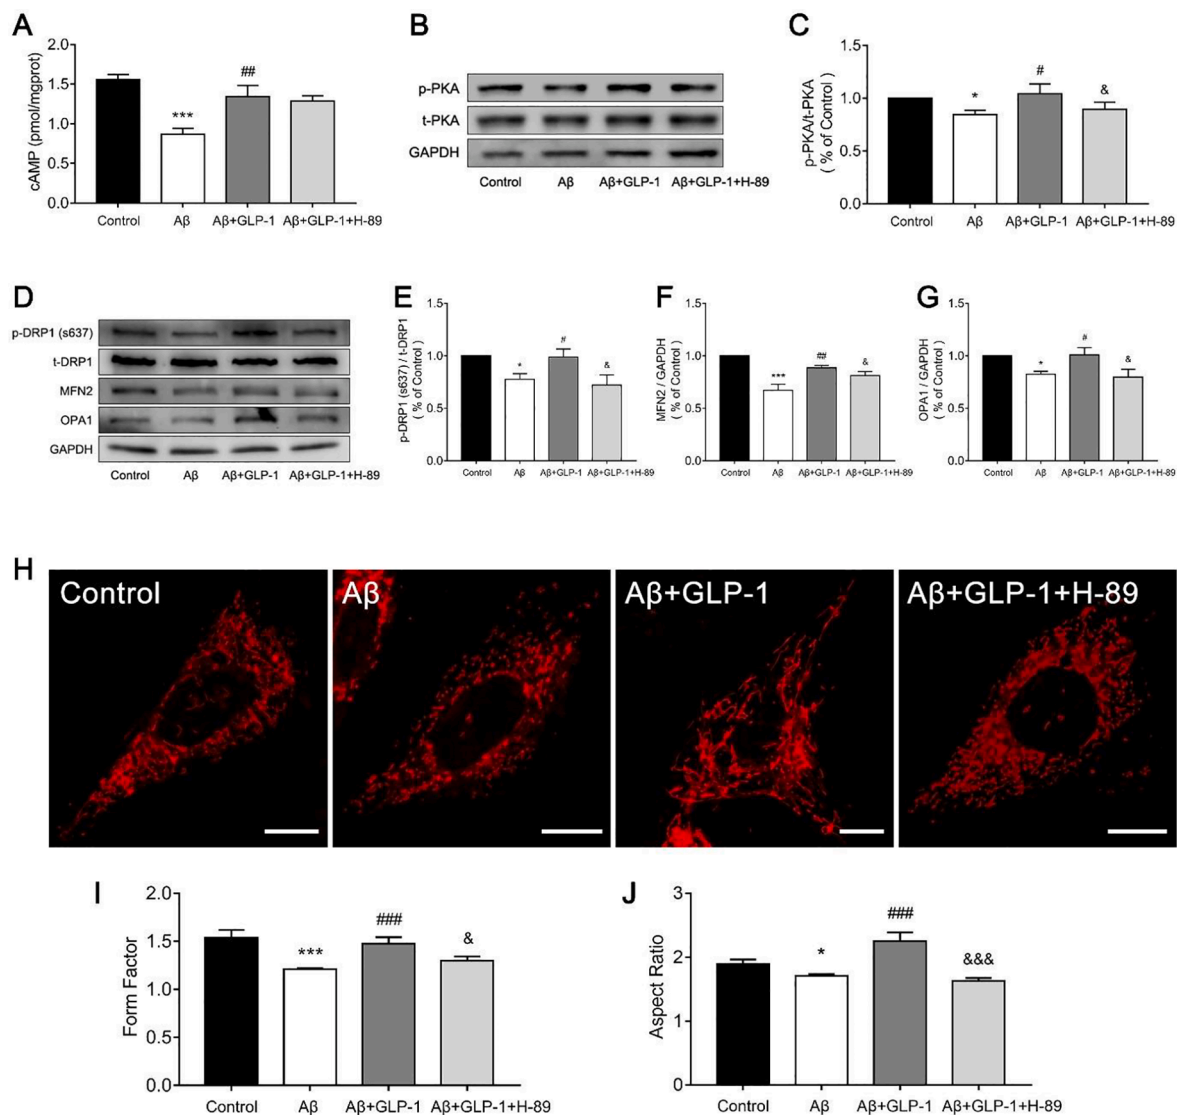 A
cAMP (pmol/mgprot)
2.0
1.5
1.0
0.5
0.0
***
##
Control
Aβ
Aβ+GLP-1
Aβ+GLP-1+H-89
B
p-PKA
t-PKA
GAPDH
Control
Aβ
Aβ+GLP-1
Aβ+GLP-1+H-89
C
p-PKA/t-PKA
( % of Control )
1.5
1.0
0.5
0.0
*
#
&
Control
Aβ
Aβ+GLP-1
Aβ+GLP-1+H-89
D
p-DRP1 (s637)
t-DRP1
MFN2
OPA1
GAPDH
Control
Aβ
Aβ+GLP-1
Aβ+GLP-1+H-89
E
p-DRP1 (s637) / t-DRP1
( % of Control )
1.5
1.0
0.5
0.0
*
#
&
Control
Aβ
Aβ+GLP-1
Aβ+GLP-1+H-89
F
MFN2 / GAPDH
( % of Control )
1.5
1.0
0.5
0.0
***
##
&
Control
Aβ
Aβ+GLP-1
Aβ+GLP-1+H-89
G
OPA1 / GAPDH
( % of Control )
1.5
1.0
0.5
0.0
*
#
&
Control
Aβ
Aβ+GLP-1
Aβ+GLP-1+H-89
H
Control
Aβ
Aβ+GLP-1
Aβ+GLP-1+H-89
I
Form Factor
2.0
1.5
1.0
0.5
0.0
***
###
&
Control
Aβ
Aβ+GLP-1
Aβ+GLP-1+H-89
J
Aspect Ratio
3
2
1
0
*
###
&&&
Control
Aβ
Aβ+GLP-1
Aβ+GLP-1+H-89